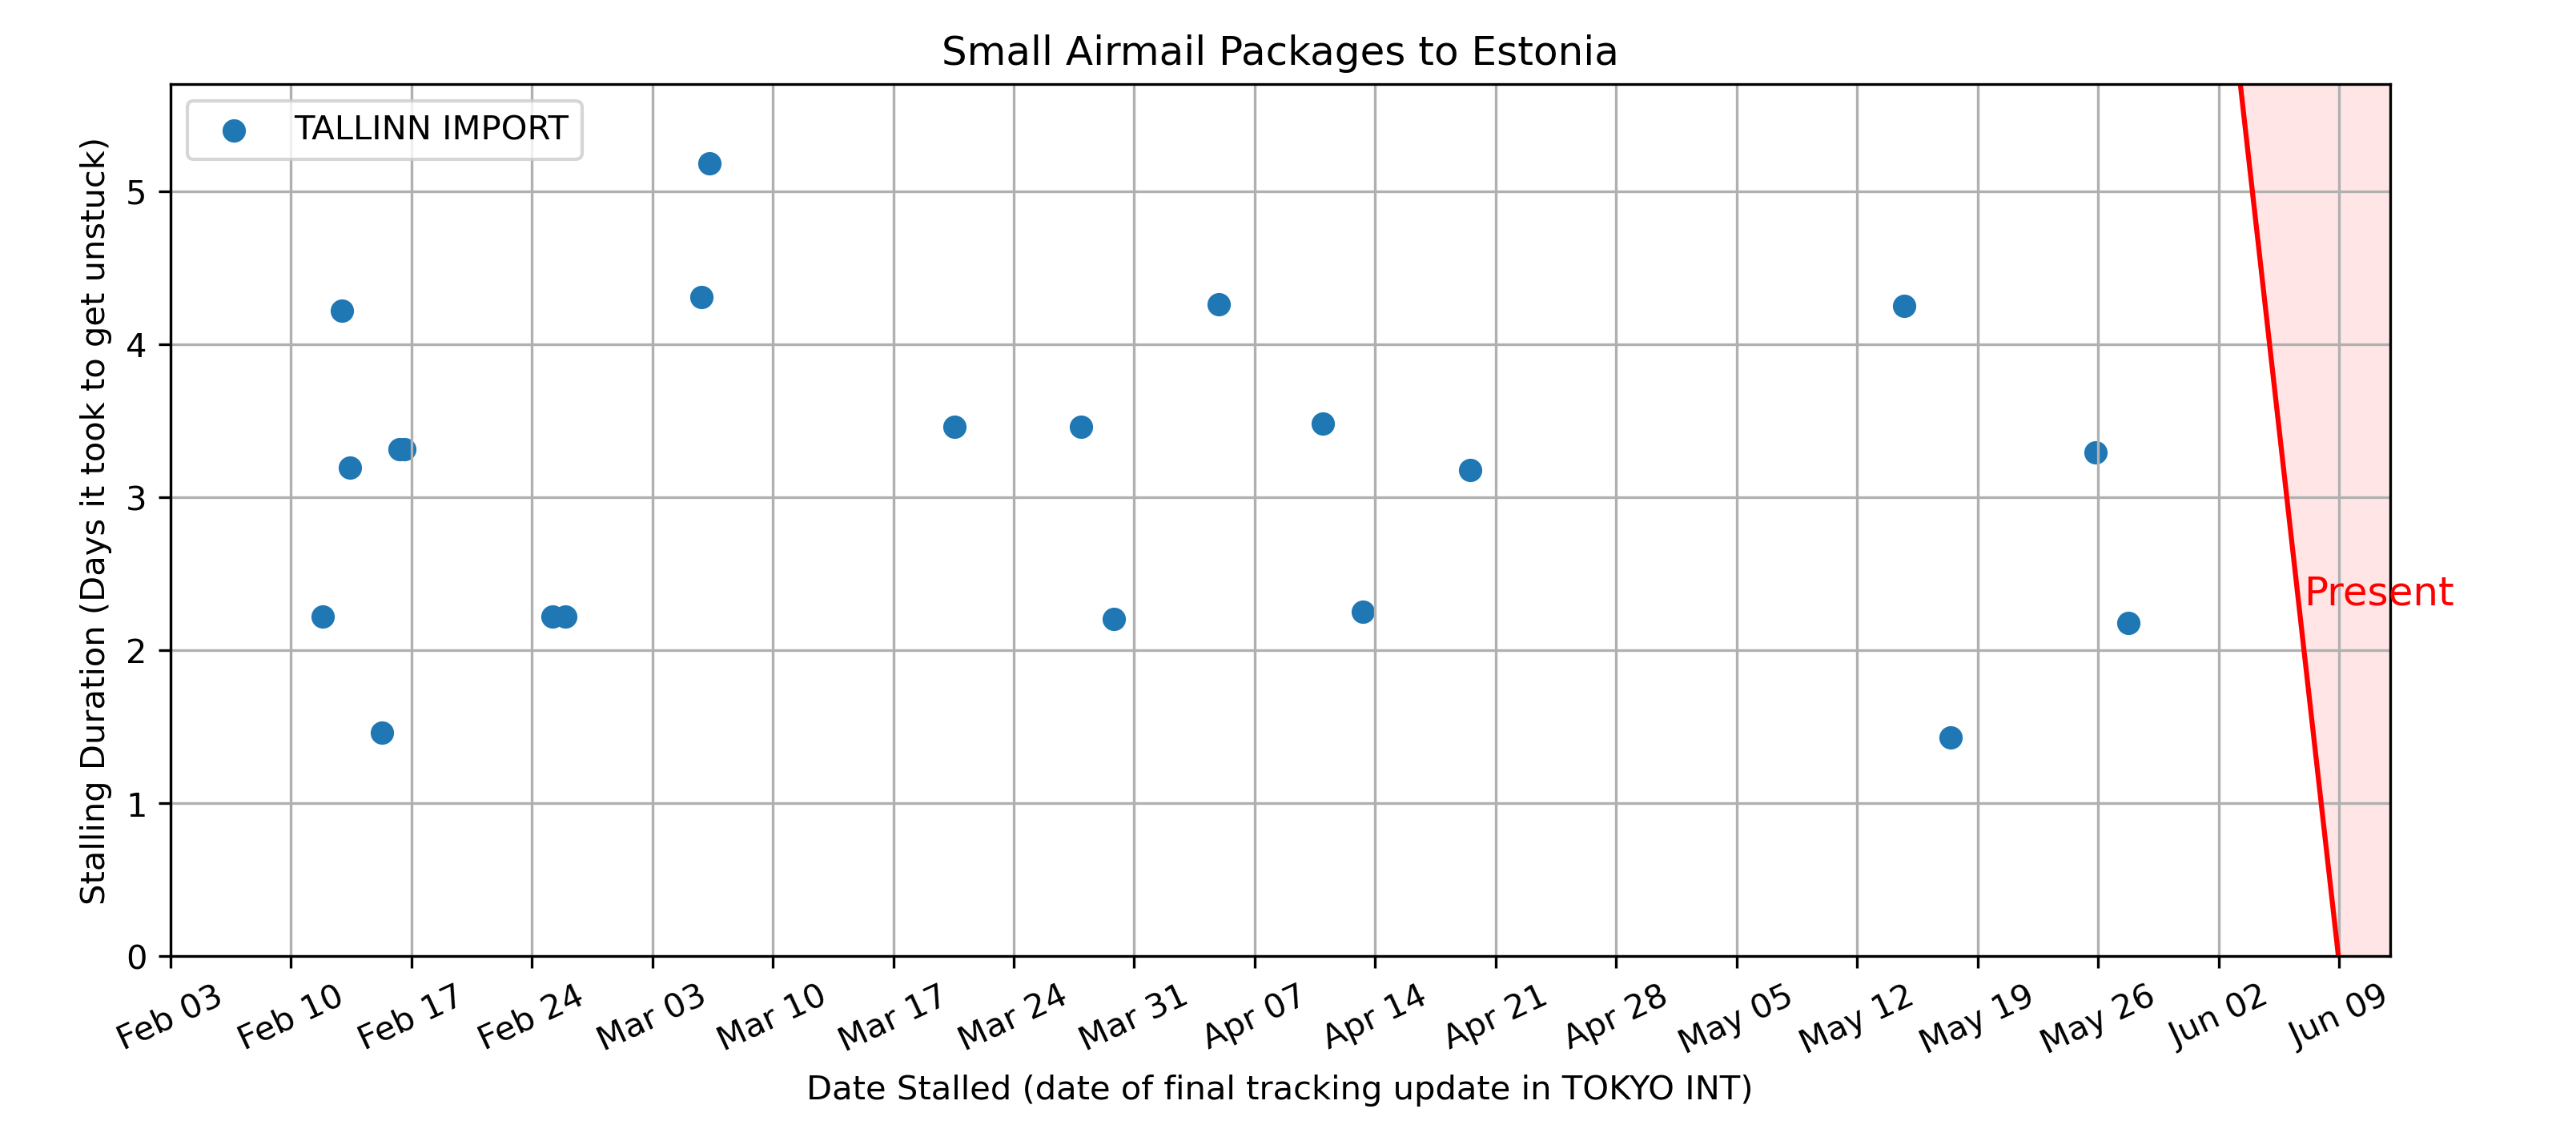 Small Airmail Packages to Estonia
TALLINN IMPORT
Stalling Duration (Days it took to get unstuck)
5
4
3
2
1
0
Present
Feb 03
Feb 10
Feb 17
Feb 24
Mar 03
Mar 10
Mar 17
Mar 24
Mar 31
Apr 07
Apr 14
Apr 21
Apr 28
May 05
May 12
May 19
May 26
Jun 02
Jun 09
Date Stalled (date of final tracking update in TOKYO INT)